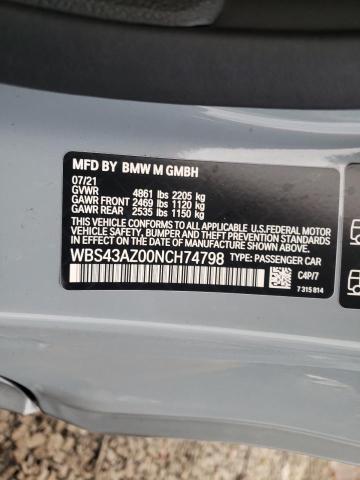 MFD BY BMW M GMBH
07/21
GVWR 4861 lbs 2205 kg
GAWR FRONT 2469 lbs 1120 kg
GAWR REAR 2535 lbs 1150 kg
THIS VEHICLE CONFORMS TO ALL
APPLICABLE U.S.FEDERAL MOTOR
VEHICLE SAFETY, BUMPER, AND
THEFT PREVENTION STANDARDS IN
EFFECT ON THE DATE OF
MANUFACTURE SHOWN ABOVE.
WBS43AZ00NCH74798 TYPE: PASSENGER CAR
C4P/7
7 315 814